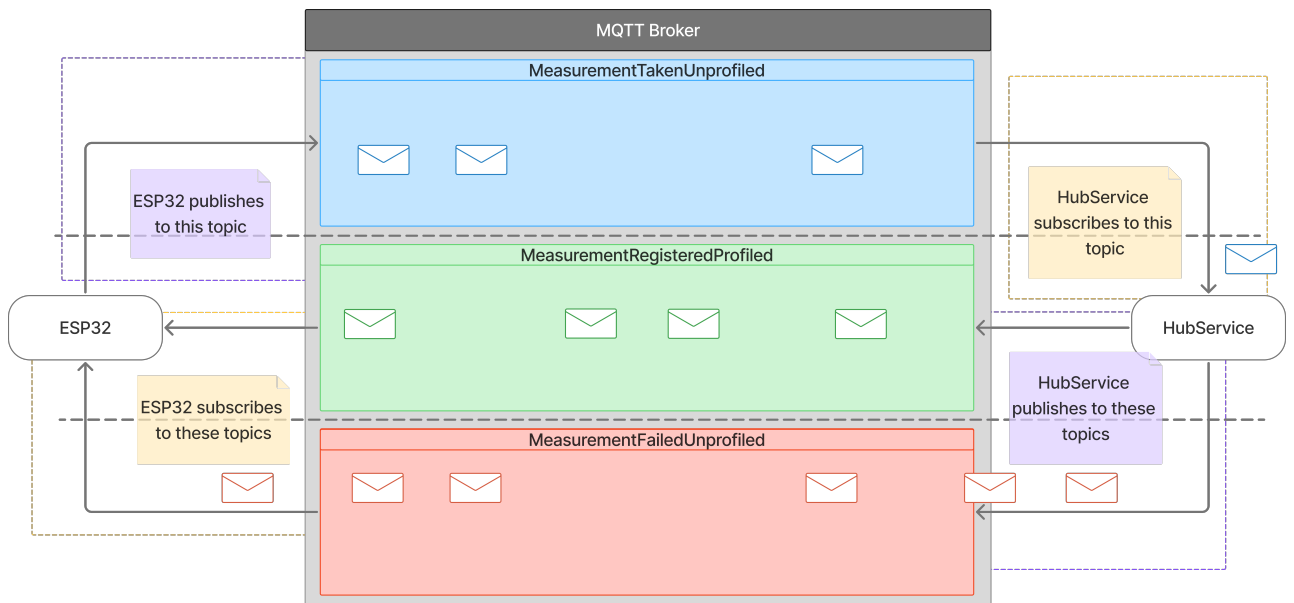 MQTT Broker
MeasurementTakenUnprofiled
ESP32 publishes
to this topic
HubService
subscribes to this
topic
MeasurementRegisteredProfiled
ESP32
HubService
ESP32 subscribes
to these topics
HubService
publishes to these
topics
MeasurementFailedUnprofiled